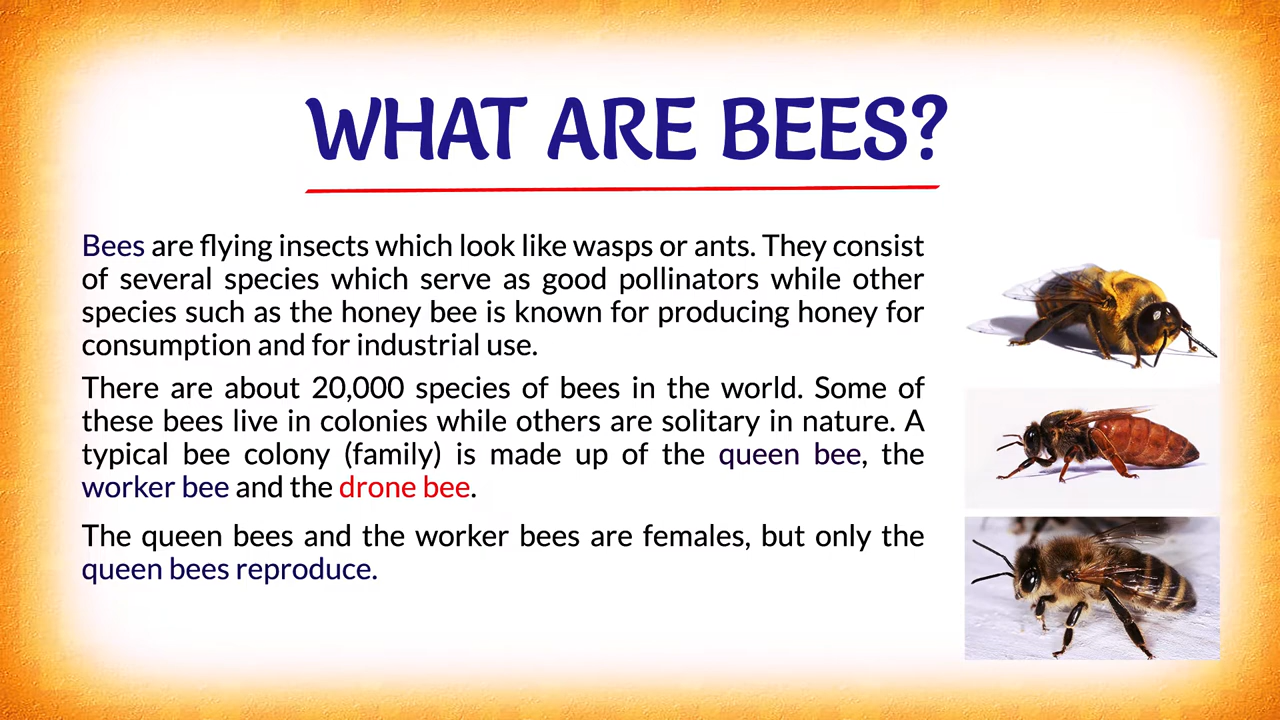 WHAT ARE BEES?
Bees are flying insects which look like wasps or ants. They consist
of several species which serve as good pollinators while other
species such as the honey bee is known for producing honey for
consumption and for industrial use.
There are about 20,000 species of bees in the world. Some of
these bees live in colonies while others are solitary in nature. A
typical bee colony (family) is made up of the queen bee, the
worker bee and the drone bee.
The queen bees and the worker bees are females, but only the
queen bees reproduce.